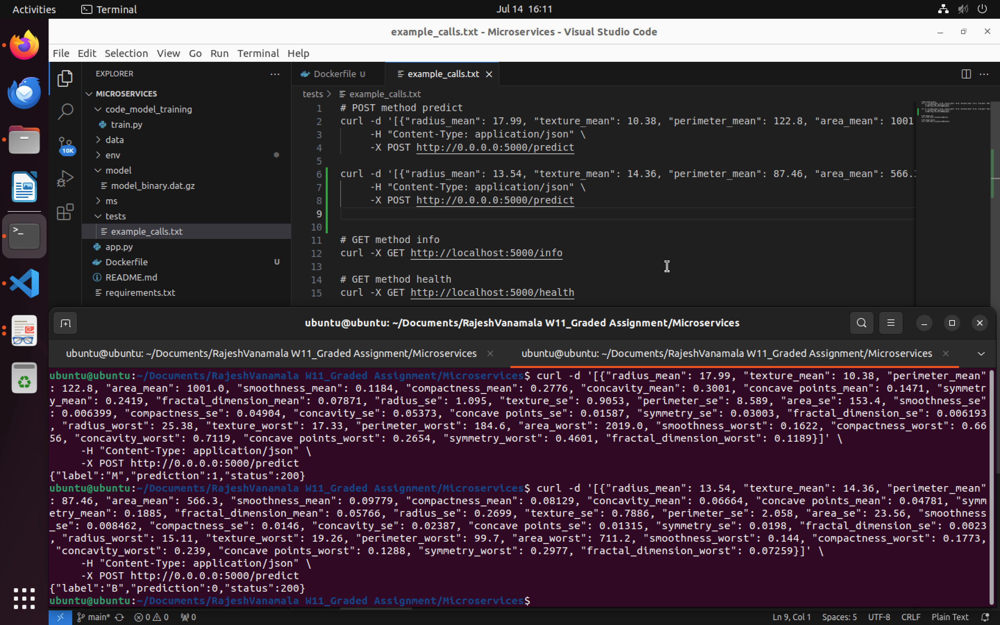 Activities
Terminal
Jul 14 16:11
example_calls.txt - Microservices - Visual Studio Code
File Edit Selection View Go Run Terminal Help
EXPLORER
MICROSERVICES
code_model_training
train.py
data
env
model
model_binary.dat.gz
ms
tests
example_calls.txt
app.py
Dockerfile U
README.md
requirements.txt
10K
Dockerfile U
example_calls.txt
tests > example_calls.txt
1 # POST method predict
2 curl -d '[{"radius_mean": 17.99, "texture_mean": 10.38, "perimeter_mean": 122.8, "area_mean": 1001
3 -H "Content-Type: application/json" \
4 -X POST http://0.0.0.0:5000/predict
5
6 curl -d '[{"radius_mean": 13.54, "texture_mean": 14.36, "perimeter_mean": 87.46, "area_mean": 566.3
7 -H "Content-Type: application/json" \
8 -X POST http://0.0.0.0:5000/predict
9
10
11 # GET method info
12 curl -X GET http://localhost:5000/info
13
14 # GET method health
15 curl -X GET http://localhost:5000/health
ubuntu@ubuntu: ~/Documents/RajeshVanamala W11_Graded Assignment/Microservices
ubuntu@ubuntu: ~/Documents/RajeshVanamala W11_Graded Assignment/Microservices
ubuntu@ubuntu: ~/Documents/RajeshVanamala W11_Graded Assignment/Microservices
ubuntu@ubuntu:~/Documents/RajeshVanamala W11_Graded Assignment/Microservices$ curl -d '[{"radius_mean": 17.99, "texture_mean": 10.38, "perimeter_mean"
: 122.8, "area_mean": 1001.0, "smoothness_mean": 0.1184, "compactness_mean": 0.2776, "concavity_mean": 0.3001, "concave points_mean": 0.1471, "symmetr
y_mean": 0.2419, "fractal_dimension_mean": 0.07871, "radius_se": 1.095, "texture_se": 0.9053, "perimeter_se": 8.589, "area_se": 153.4, "smoothness_se"
: 0.006399, "compactness_se": 0.04904, "concavity_se": 0.05373, "concave points_se": 0.01587, "symmetry_se": 0.03003, "fractal_dimension_se": 0.006193
, "radius_worst": 25.38, "texture_worst": 17.33, "perimeter_worst": 184.6, "area_worst": 2019.0, "smoothness_worst": 0.1622, "compactness_worst": 0.66
56, "concavity_worst": 0.7119, "concave points_worst": 0.2654, "symmetry_worst": 0.4601, "fractal_dimension_worst": 0.1189}]' \
-H "Content-Type: application/json" \
-X POST http://0.0.0.0:5000/predict
{"label":"M","prediction":1,"status":200}
ubuntu@ubuntu:~/Documents/RajeshVanamala W11_Graded Assignment/Microservices$ curl -d '[{"radius_mean": 13.54, "texture_mean": 14.36, "perimeter_mean"
: 87.46, "area_mean": 566.3, "smoothness_mean": 0.09779, "compactness_mean": 0.08129, "concavity_mean": 0.06664, "concave points_mean": 0.04781, "symm
etry_mean": 0.1885, "fractal_dimension_mean": 0.05766, "radius_se": 0.2699, "texture_se": 0.7886, "perimeter_se": 2.058, "area_se": 23.56, "smoothness
_se": 0.008462, "compactness_se": 0.0146, "concavity_se": 0.02387, "concave points_se": 0.01315, "symmetry_se": 0.0198, "fractal_dimension_se": 0.0023
, "radius_worst": 15.11, "texture_worst": 19.26, "perimeter_worst": 99.7, "area_worst": 711.2, "smoothness_worst": 0.144, "compactness_worst": 0.1773,
"concavity_worst": 0.239, "concave points_worst": 0.1288, "symmetry_worst": 0.2977, "fractal_dimension_worst": 0.07259}]' \
-H "Content-Type: application/json" \
-X POST http://0.0.0.0:5000/predict
{"label":"B","prediction":0,"status":200}
ubuntu@ubuntu:~/Documents/RajeshVanamala W11_Graded Assignment/Microservices$
main* 0 0 0 Ln 9, Col 1 Spaces: 5 UTF-8 CRLF Plain Text